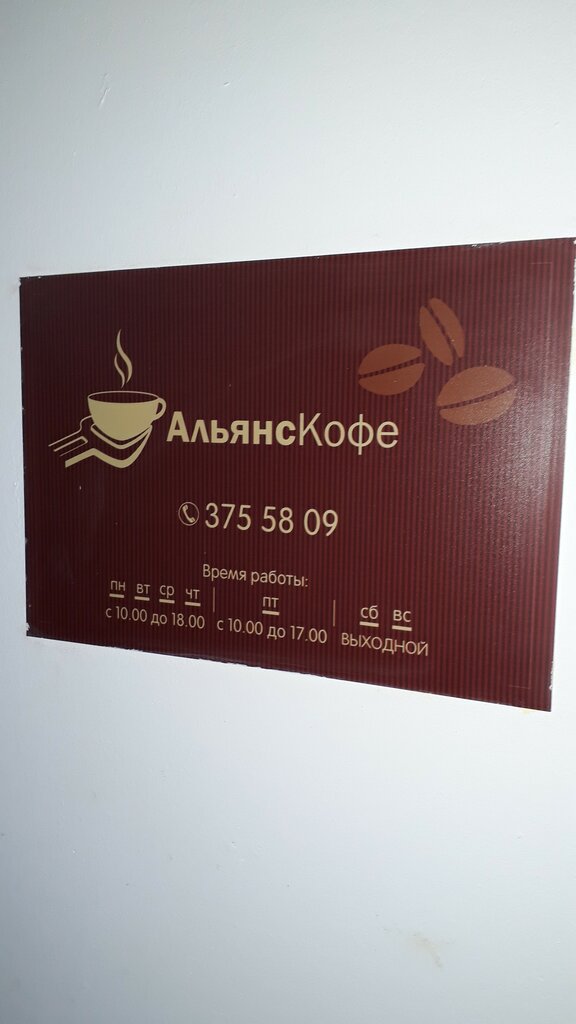 АльянсКофе
375 58 09
Время работы:
пн вт ср чт | пт | сб вс
с 10.00 до 18.00 с 10.00 до 17.00 ВЫХОДНОЙ